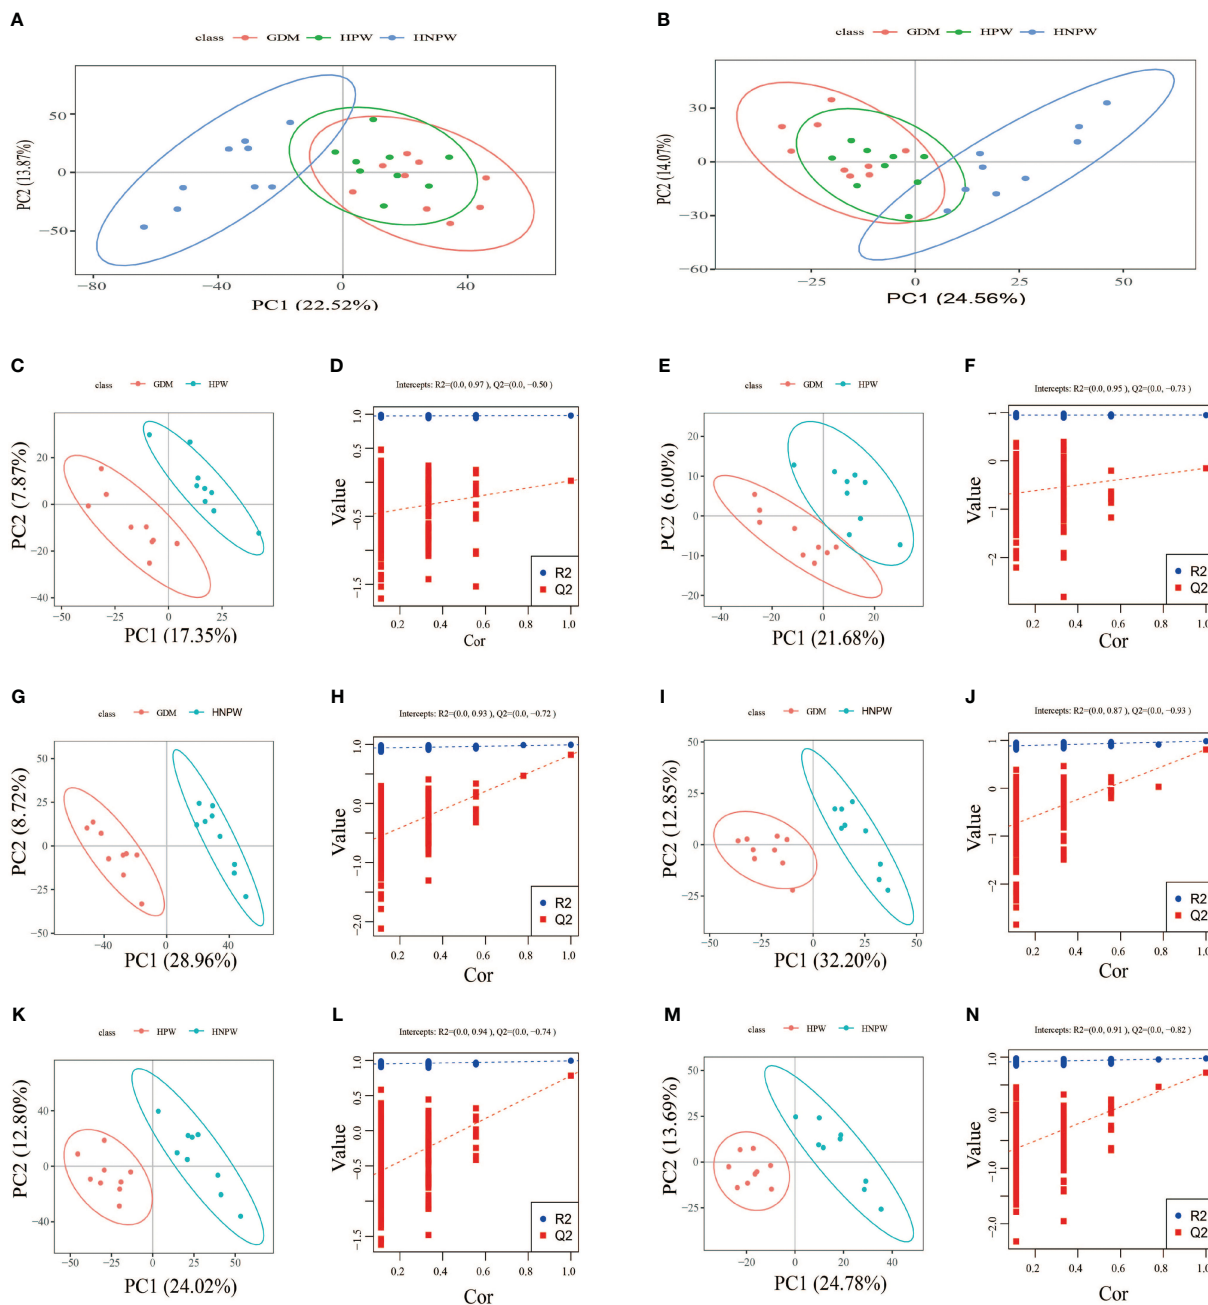 A
class GDM HPW HNPW
50
0
−50
−80
−40
0
40
PC2 (13.87%)
PC1 (22.52%)
B
class GDM HPW HNPW
30
0
−30
−60
−25
0
25
50
PC2 (14.07%)
PC1 (24.56%)
C
class GDM HPW
20
0
−20
−40
−50
−25
0
25
PC2 (7.87%)
PC1 (17.35%)
D
Intercepts: R2=(0.0, 0.97 ), Q2=(0.0, −0.50 )
1.0
0.5
−0.5
−1.5
0.2
0.4
0.6
0.8
1.0
Value
Cor
R2
Q2
E
class GDM HPW
20
10
0
−10
−20
−40
−20
0
20
PC2 (6.00%)
PC1 (21.68%)
F
Intercepts: R2=(0.0, 0.95 ), Q2=(0.0, −0.73 )
1
0
−1
−2
0.2
0.4
0.6
0.8
1.0
Value
Cor
R2
Q2
G
class GDM HNPW
50
25
0
−25
−50
−40
0
40
PC2 (8.72%)
PC1 (28.96%)
H
Intercepts: R2=(0.0, 0.93 ), Q2=(0.0, −0.72 )
1.0
0.0
−1.0
−2.0
0.2
0.4
0.6
0.8
1.0
Value
Cor
R2
Q2
I
class GDM HNPW
50
25
0
−25
−50
−25
0
25
50
PC2 (12.85%)
PC1 (32.20%)
J
Intercepts: R2=(0.0, 0.87 ), Q2=(0.0, −0.93 )
1
0
−1
−2
0.2
0.4
0.6
0.8
1.0
Value
Cor
R2
Q2
K
class HPW HNPW
40
0
−40
−50
−25
0
25
50
PC2 (12.80%)
PC1 (24.02%)
L
Intercepts: R2=(0.0, 0.94 ), Q2=(0.0, −0.74 )
1.0
0.5
−0.5
−1.5
0.2
0.4
0.6
0.8
1.0
Value
Cor
R2
Q2
M
class HPW HNPW
50
25
0
−25
−20
0
20
40
PC2 (13.69%)
PC1 (24.78%)
N
Intercepts: R2=(0.0, 0.91 ), Q2=(0.0, −0.82 )
1.0
0.0
−1.0
−2.0
0.2
0.4
0.6
0.8
1.0
Value
Cor
R2
Q2